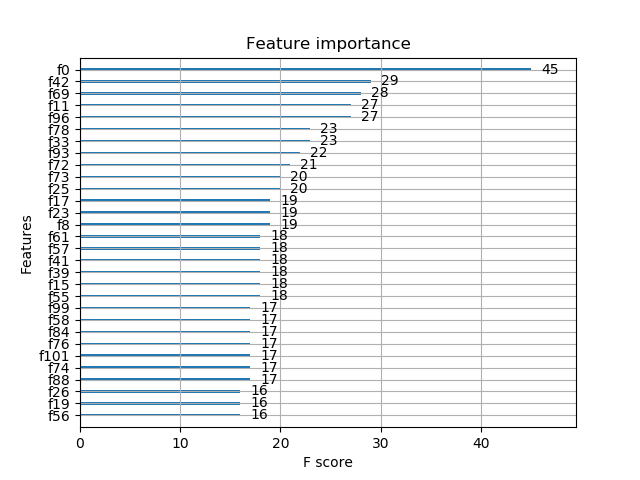 Feature importance
f0 45
f42 29
f69 28
f11 27
f96 27
f78 23
f33 23
f93 22
f72 21
f73 20
f25 20
f17 19
f23 19
f8 19
f61 18
f57 18
f41 18
f39 18
f15 18
f55 18
f99 17
f58 17
f84 17
f76 17
f101 17
f74 17
f88 17
f26 16
f19 16
f56 16
Features
0 10 20 30 40
F score